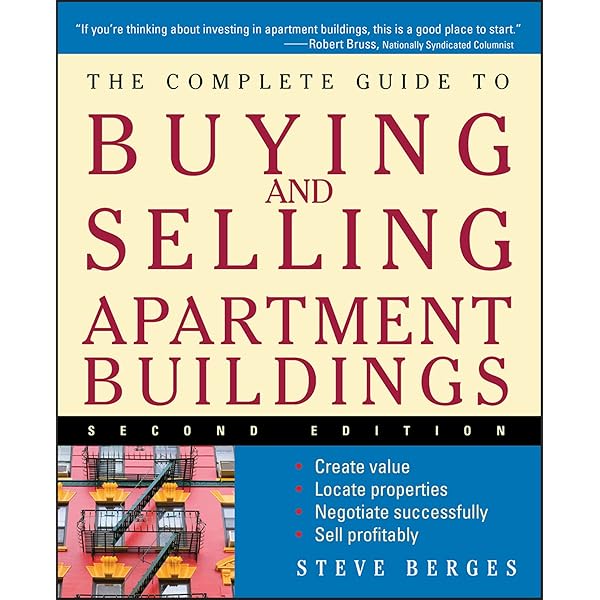 "If you're thinking about investing in apartment buildings, this is a good place to start."
——Robert Bruss, Nationally Syndicated Columnist
THE COMPLETE GUIDE TO
BUYING
AND
SELLING
APARTMENT
BUILDINGS
SECOND EDITION
• Create value
• Locate properties
• Negotiate successfully
• Sell profitably
STEVE BERGES